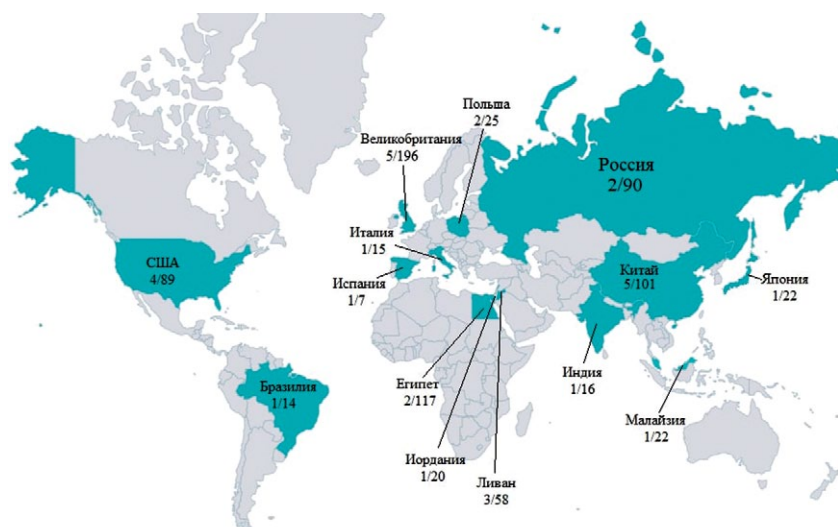 Польша
2/25
Великобритания
5/196
Россия
2/90
Италия
1/15
США
4/89
Испания
1/7
Китай
5/101
Япония
1/22
Бразилия
1/14
Египет
2/117
Индия
1/16
Малайзия
1/22
Иордания
1/20
Ливан
3/58